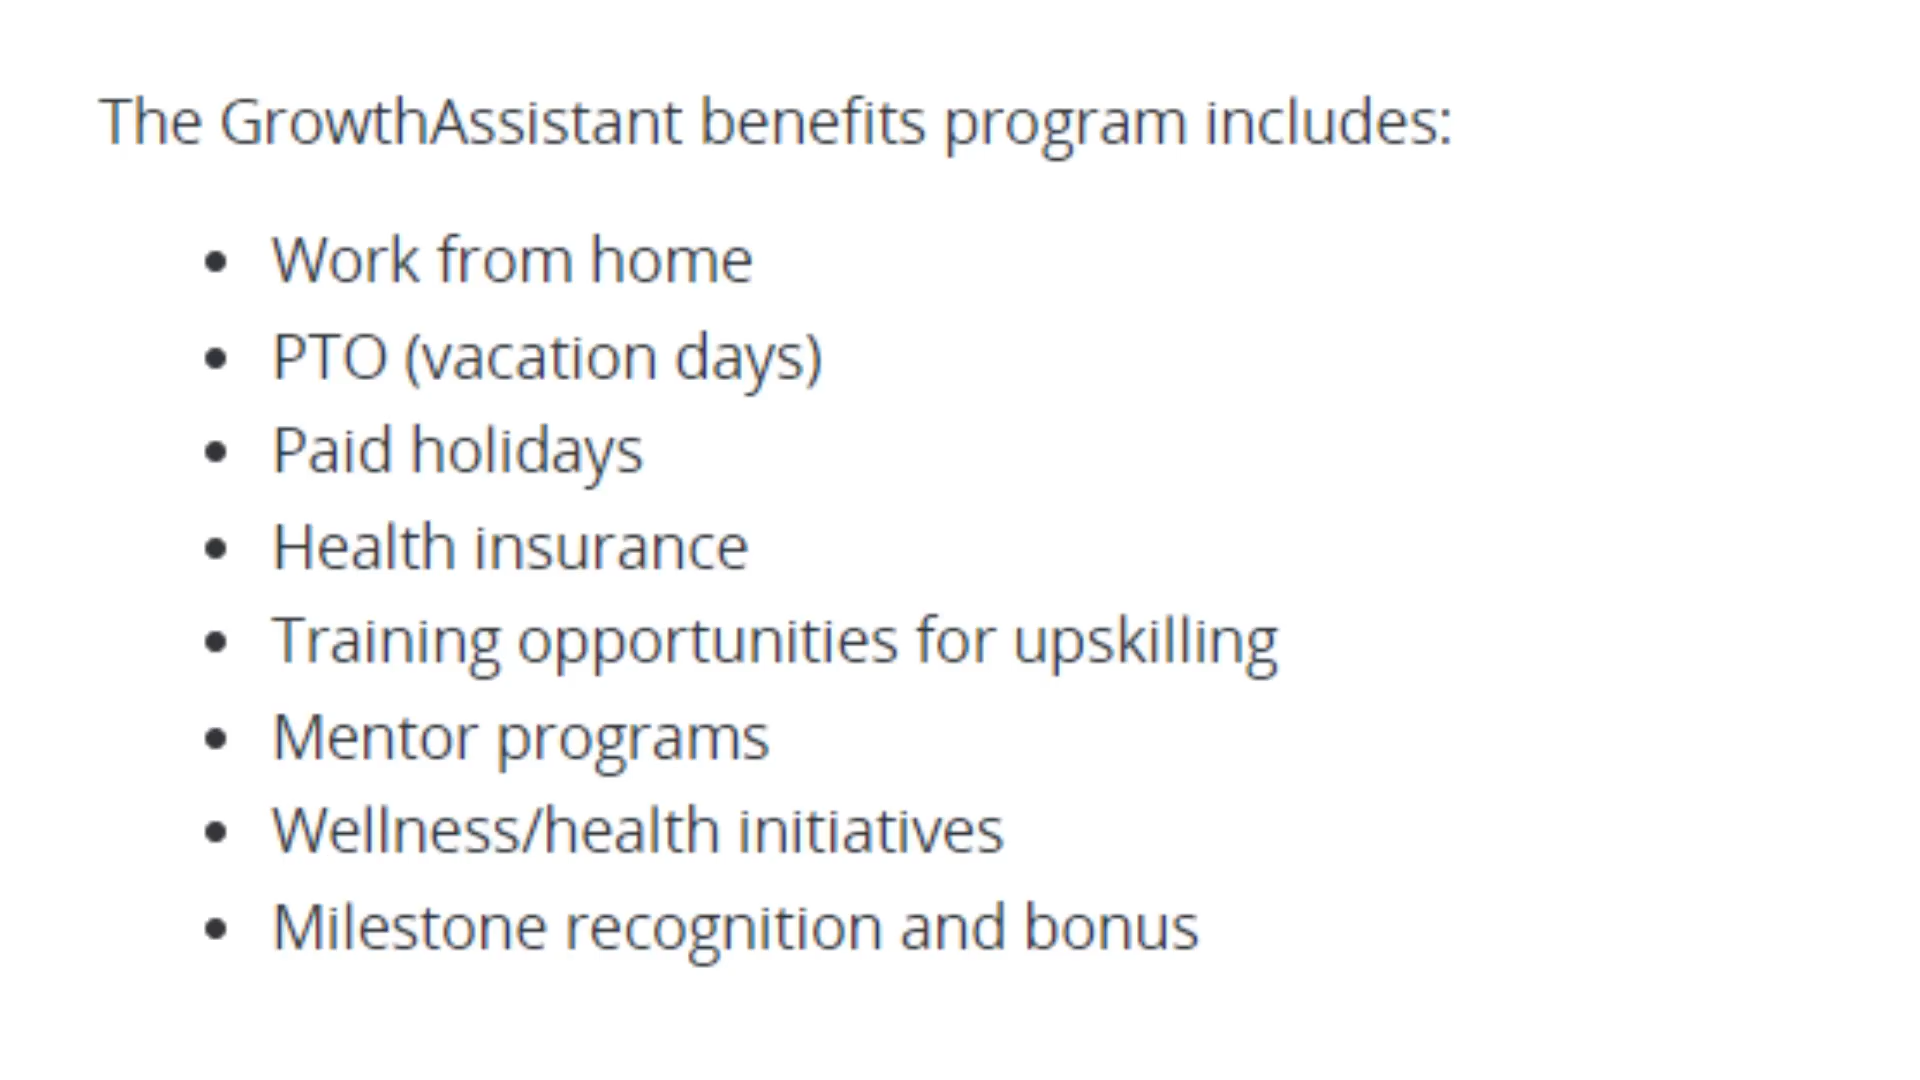 The GrowthAssistant benefits program includes:
• Work from home
• PTO (vacation days)
• Paid holidays
• Health insurance
• Training opportunities for upskilling
• Mentor programs
• Wellness/health initiatives
• Milestone recognition and bonus